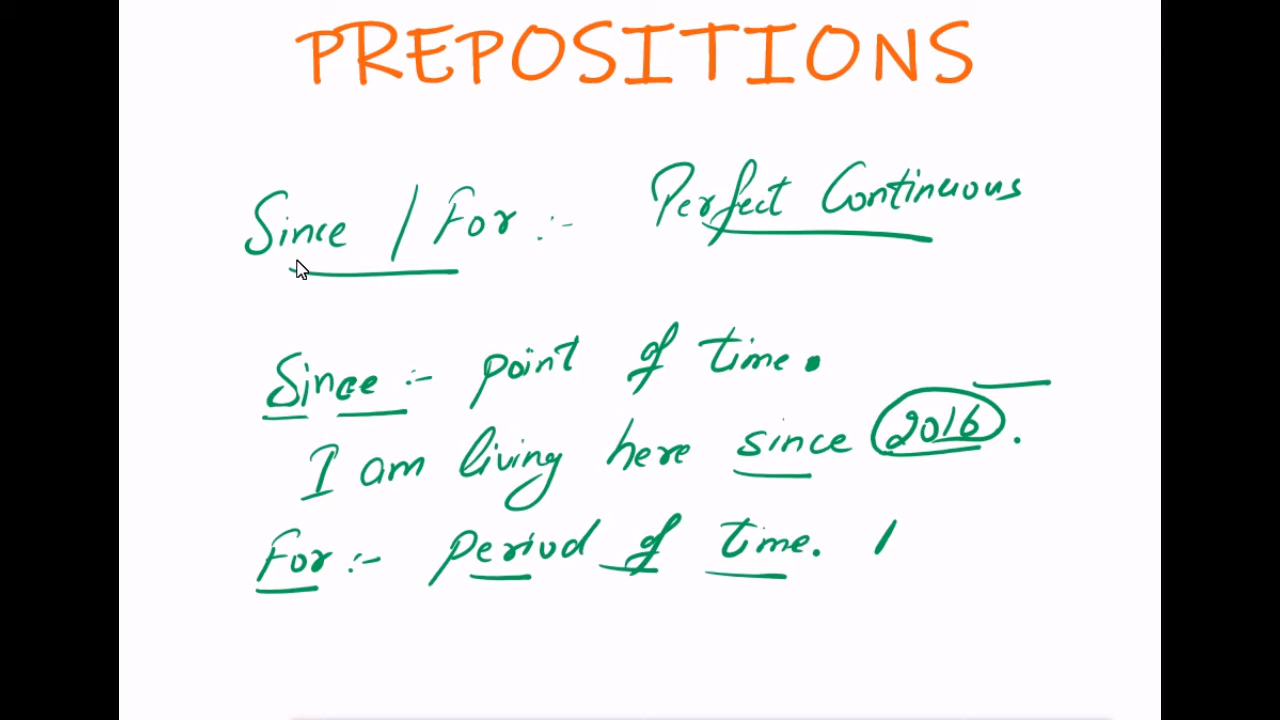 PREPOSITIONS
Since / For :- Perfect Continuous
Since :- point of time.
I am living here since 2016.
For :- period of time.